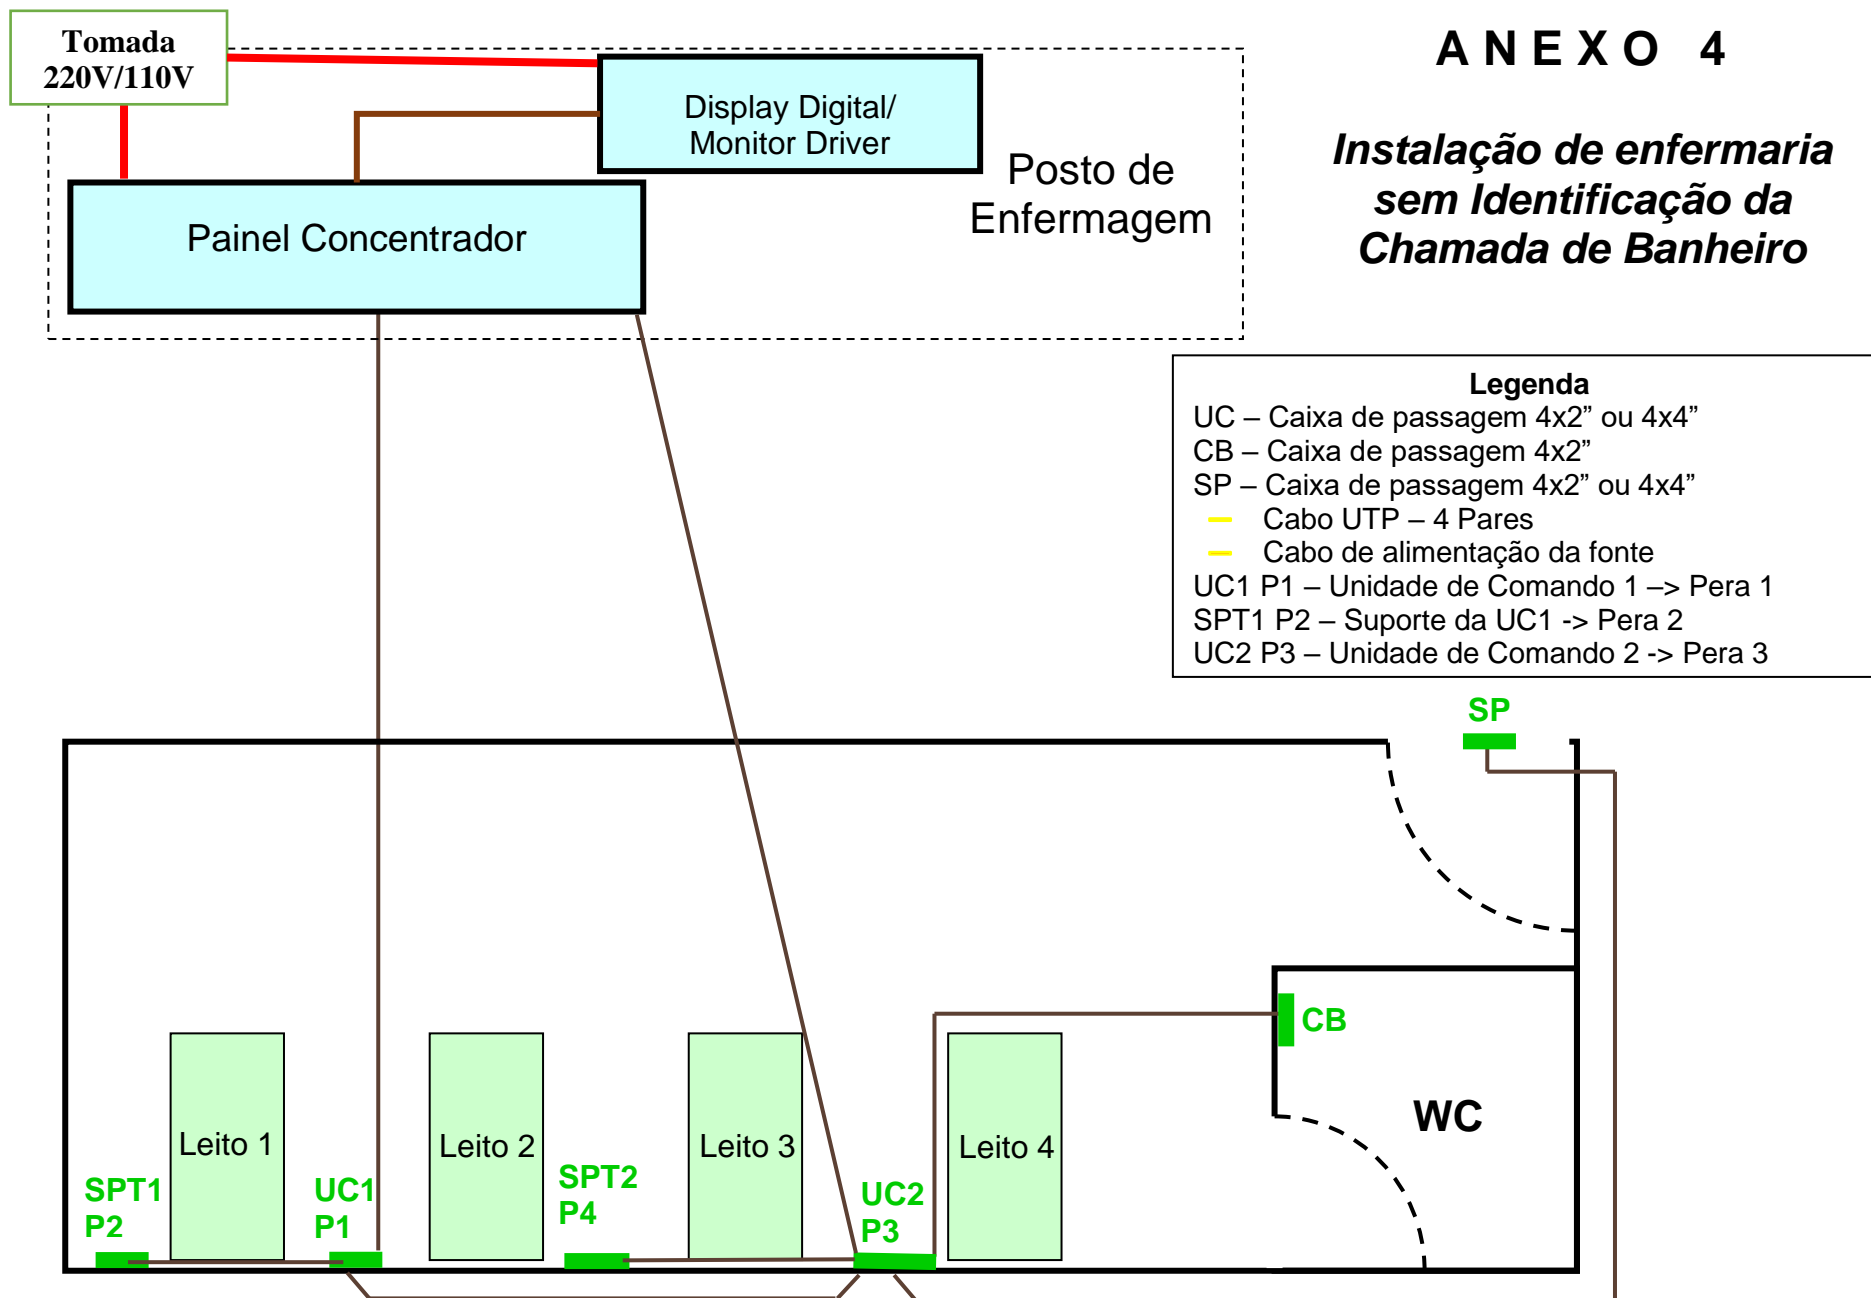 Tomada
220V/110V
Display Digital/
Monitor Driver
Posto de
Enfermagem
Painel Concentrador
ANEXO 4
Instalação de enfermaria
sem Identificação da
Chamada de Banheiro
Legenda
UC – Caixa de passagem 4x2” ou 4x4”
CB – Caixa de passagem 4x2”
SP – Caixa de passagem 4x2” ou 4x4”
Cabo UTP – 4 Pares
Cabo de alimentação da fonte
UC1 P1 – Unidade de Comando 1 –> Pera 1
SPT1 P2 – Suporte da UC1 -> Pera 2
UC2 P3 – Unidade de Comando 2 -> Pera 3
SP
CB
WC
Leito 1
Leito 2
Leito 3
Leito 4
SPT1
P2
UC1
P1
SPT2
P4
UC2
P3